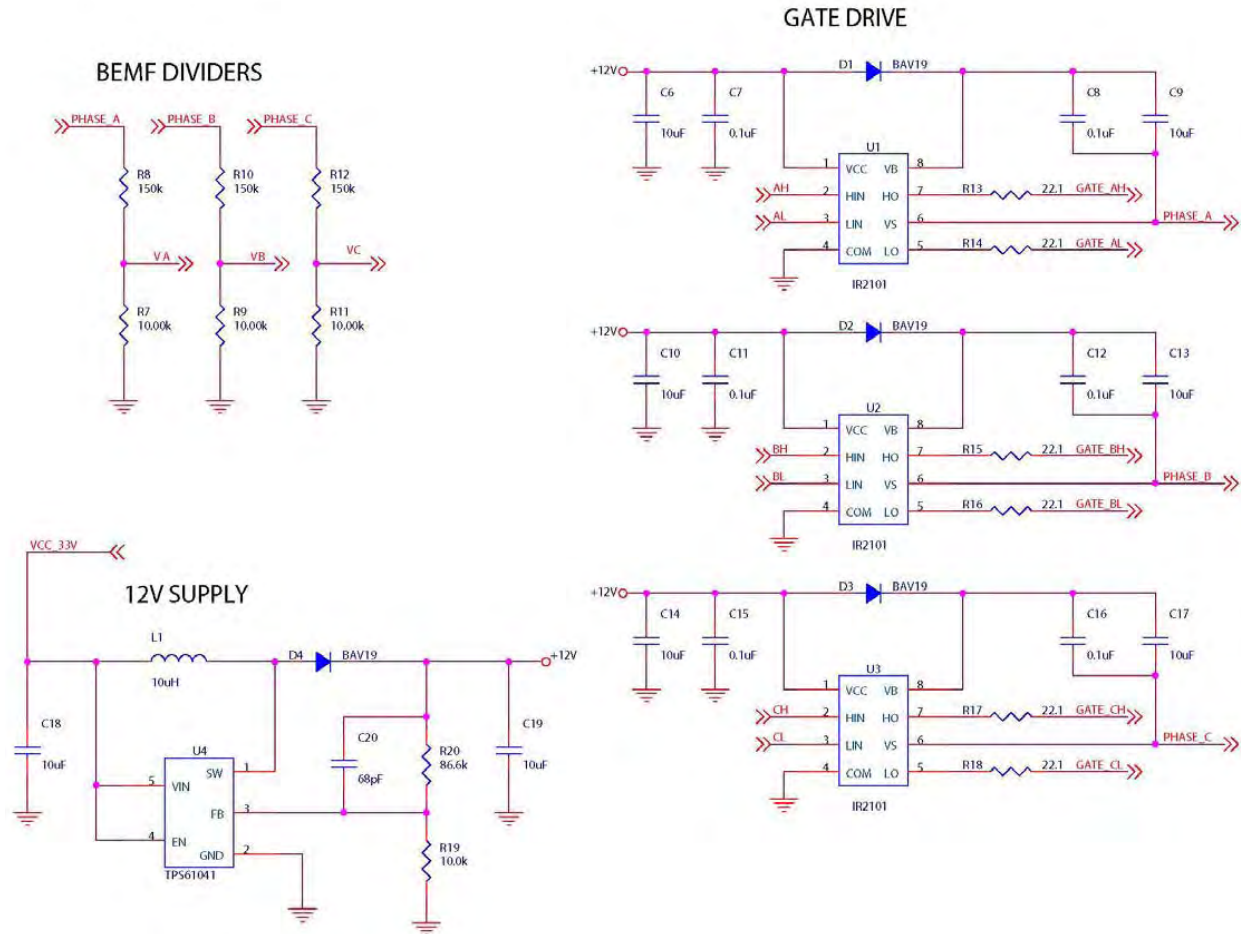 GATE DRIVE
BEMF DIVIDERS
PHASE_A PHASE_B PHASE_C
R8 R10 R12
150k 150k 150k
VA VB VC
R7 R9 R11
10.00k 10.00k 10.00k
+12V D1 BAV19
C6 C7 C8 C9
10uF 0.1uF 0.1uF 10uF
U1
1 VCC VB 8
AH 2 HIN HO 7 R13 22.1 GATE_AH
AL 3 LIN VS 6 PHASE_A
4 COM LO 5 R14 22.1 GATE_AL
IR2101
+12V D2 BAV19
C10 C11 C12 C13
10uF 0.1uF 0.1uF 10uF
U2
1 VCC VB 8
BH 2 HIN HO 7 R15 22.1 GATE_BH
BL 3 LIN VS 6 PHASE_B
4 COM LO 5 R16 22.1 GATE_BL
IR2101
+12V D3 BAV19
C14 C15 C16 C17
10uF 0.1uF 0.1uF 10uF
U3
1 VCC VB 8
CH 2 HIN HO 7 R17 22.1 GATE_CH
CL 3 LIN VS 6 PHASE_C
4 COM LO 5 R18 22.1 GATE_CL
IR2101
VCC_33V
12V SUPPLY
L1
10uH
D4 BAV19
+12V
C18
10uF
C20
68pF
R20
86.6k
C19
10uF
U4
SW 1
5 VIN
FB 3
4 EN
GND 2
TPS61041
R19
10.0k